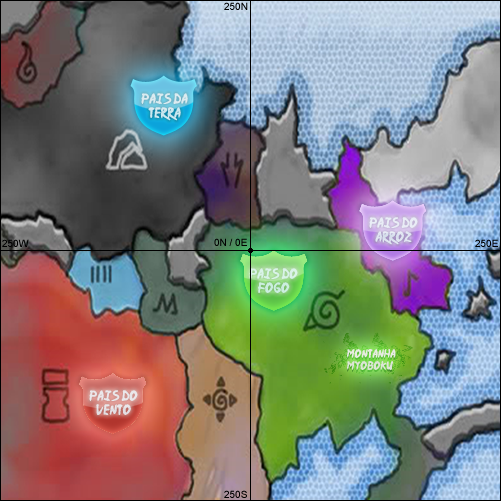 250N
PAIS DA
TERRA
PAIS DO
ARROZ
250W
0N / 0E
250E
PAIS DO
FOGO
MONTANHA
MYOBOKU
PAIS DO
VENTO
250S